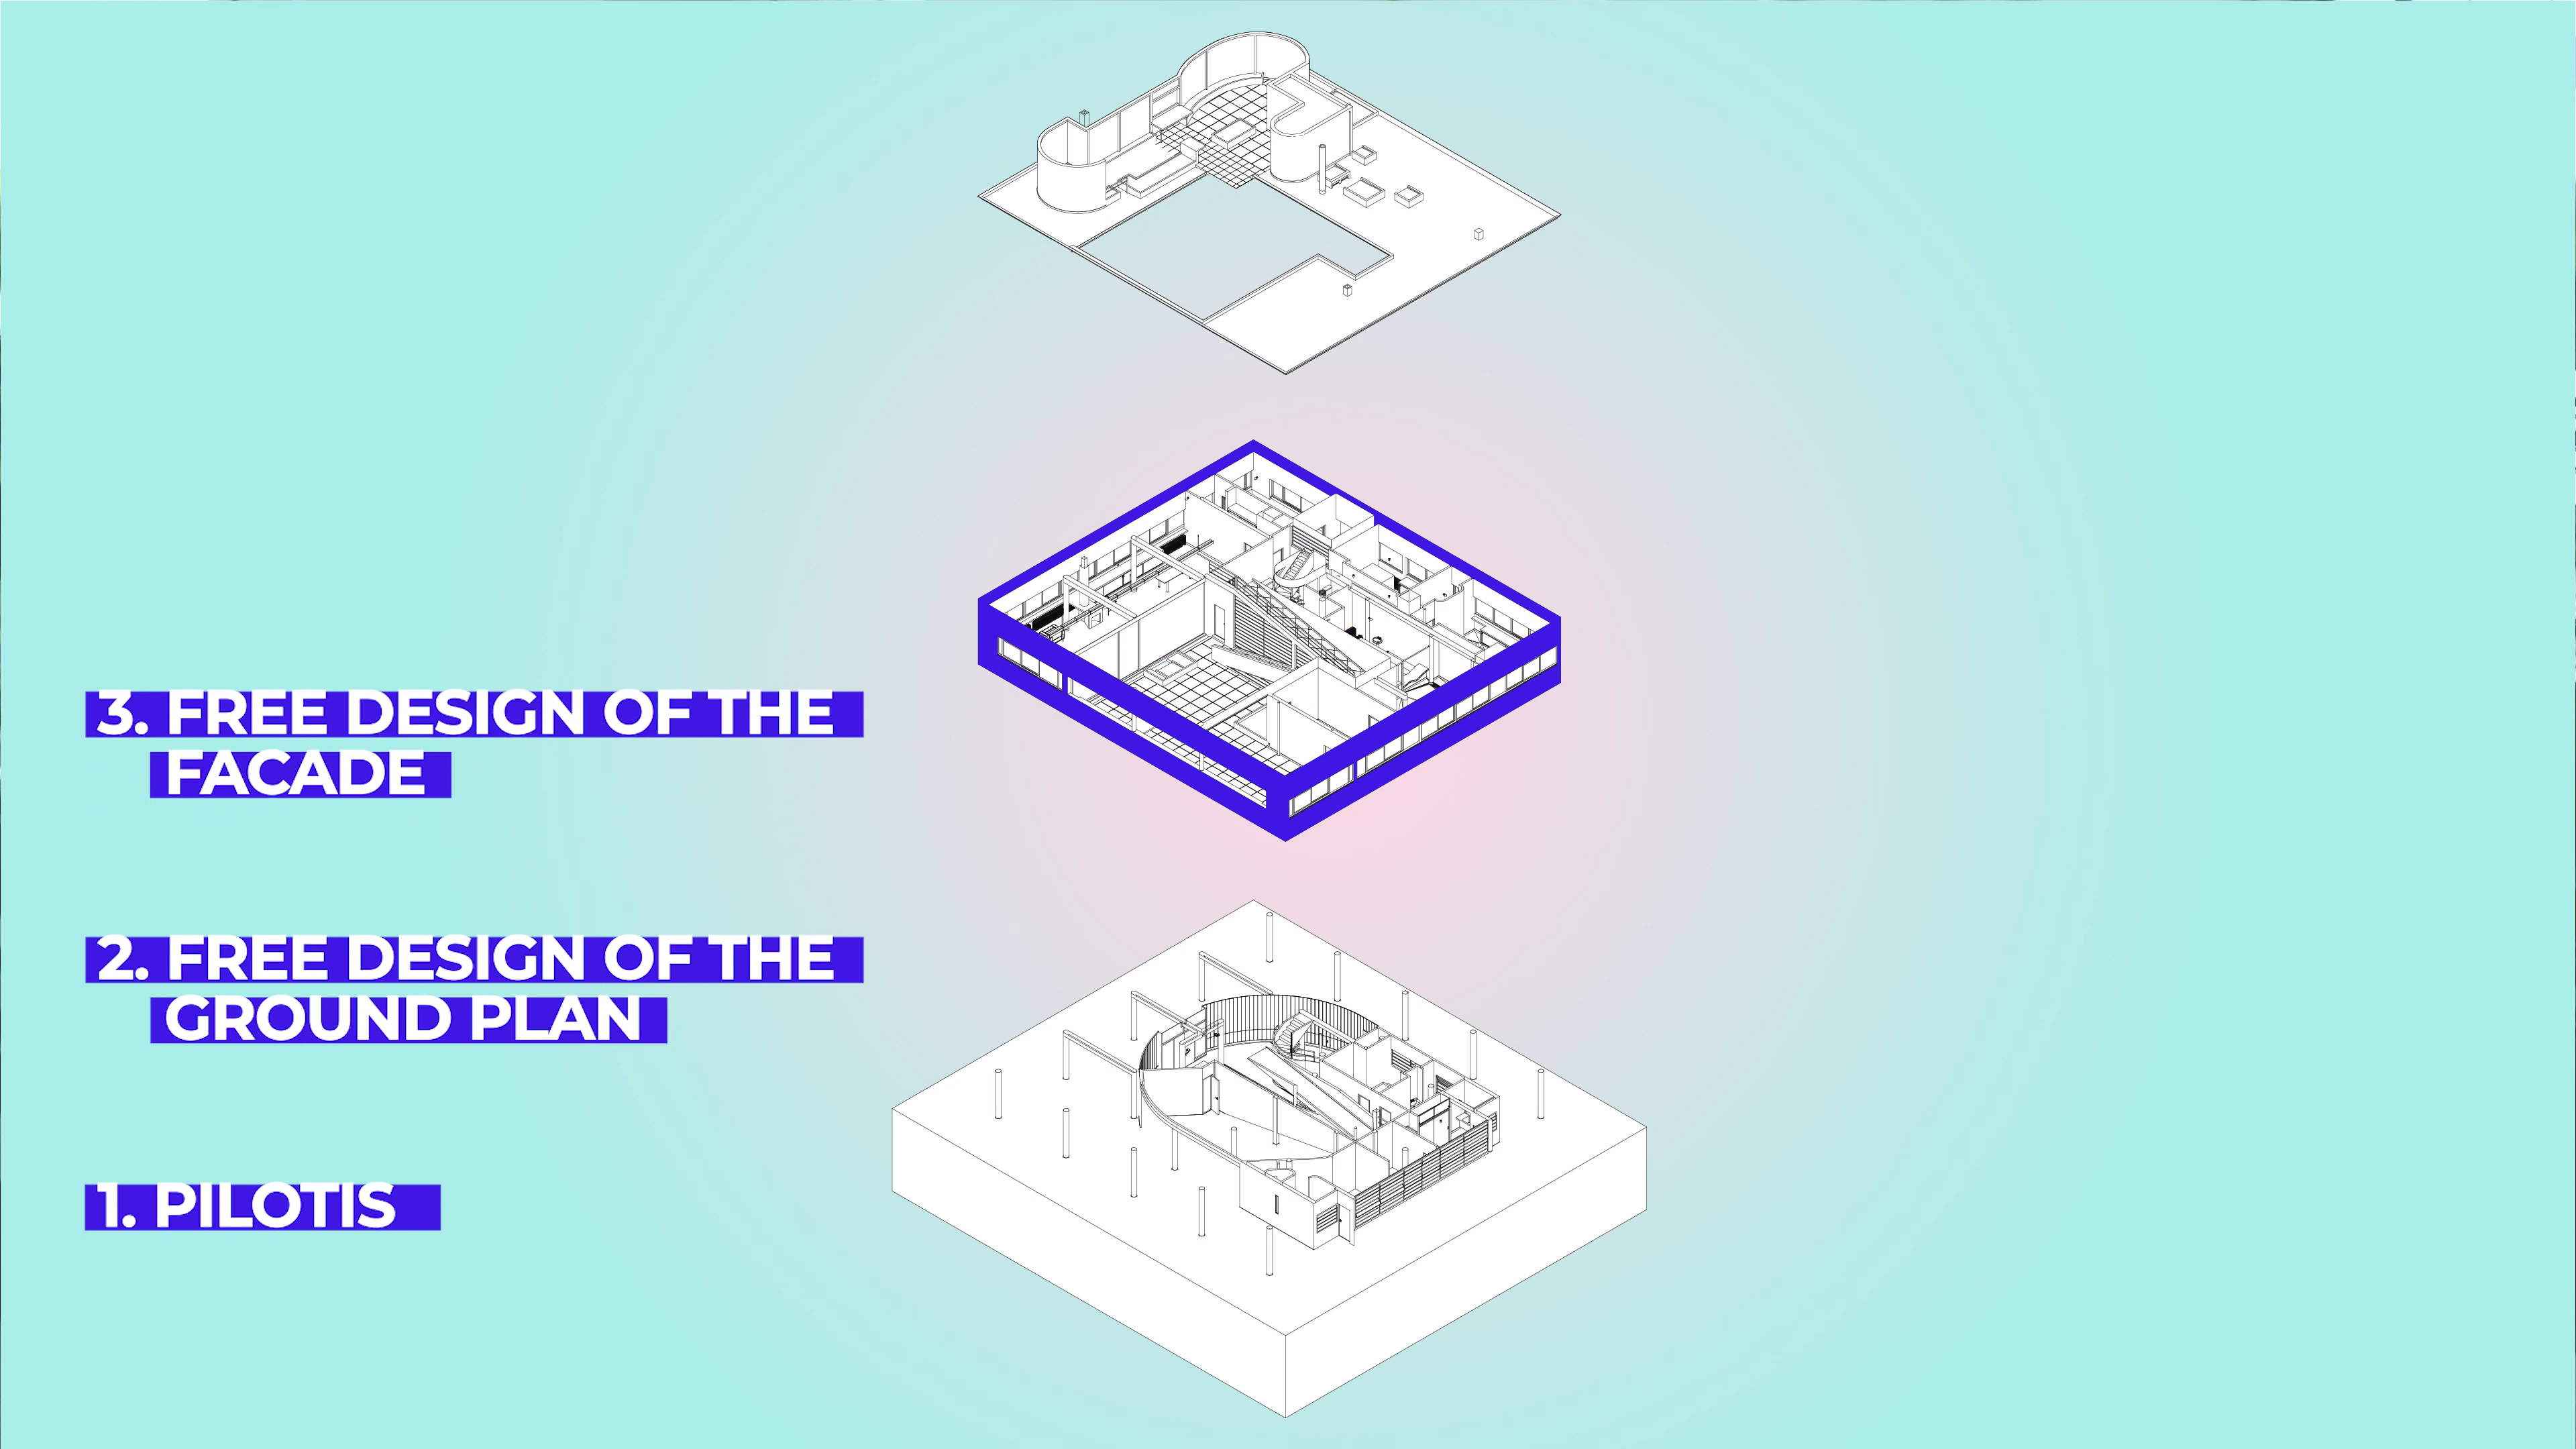 3. FREE DESIGN OF THE
FACADE
2. FREE DESIGN OF THE
GROUND PLAN
1. PILOTIS